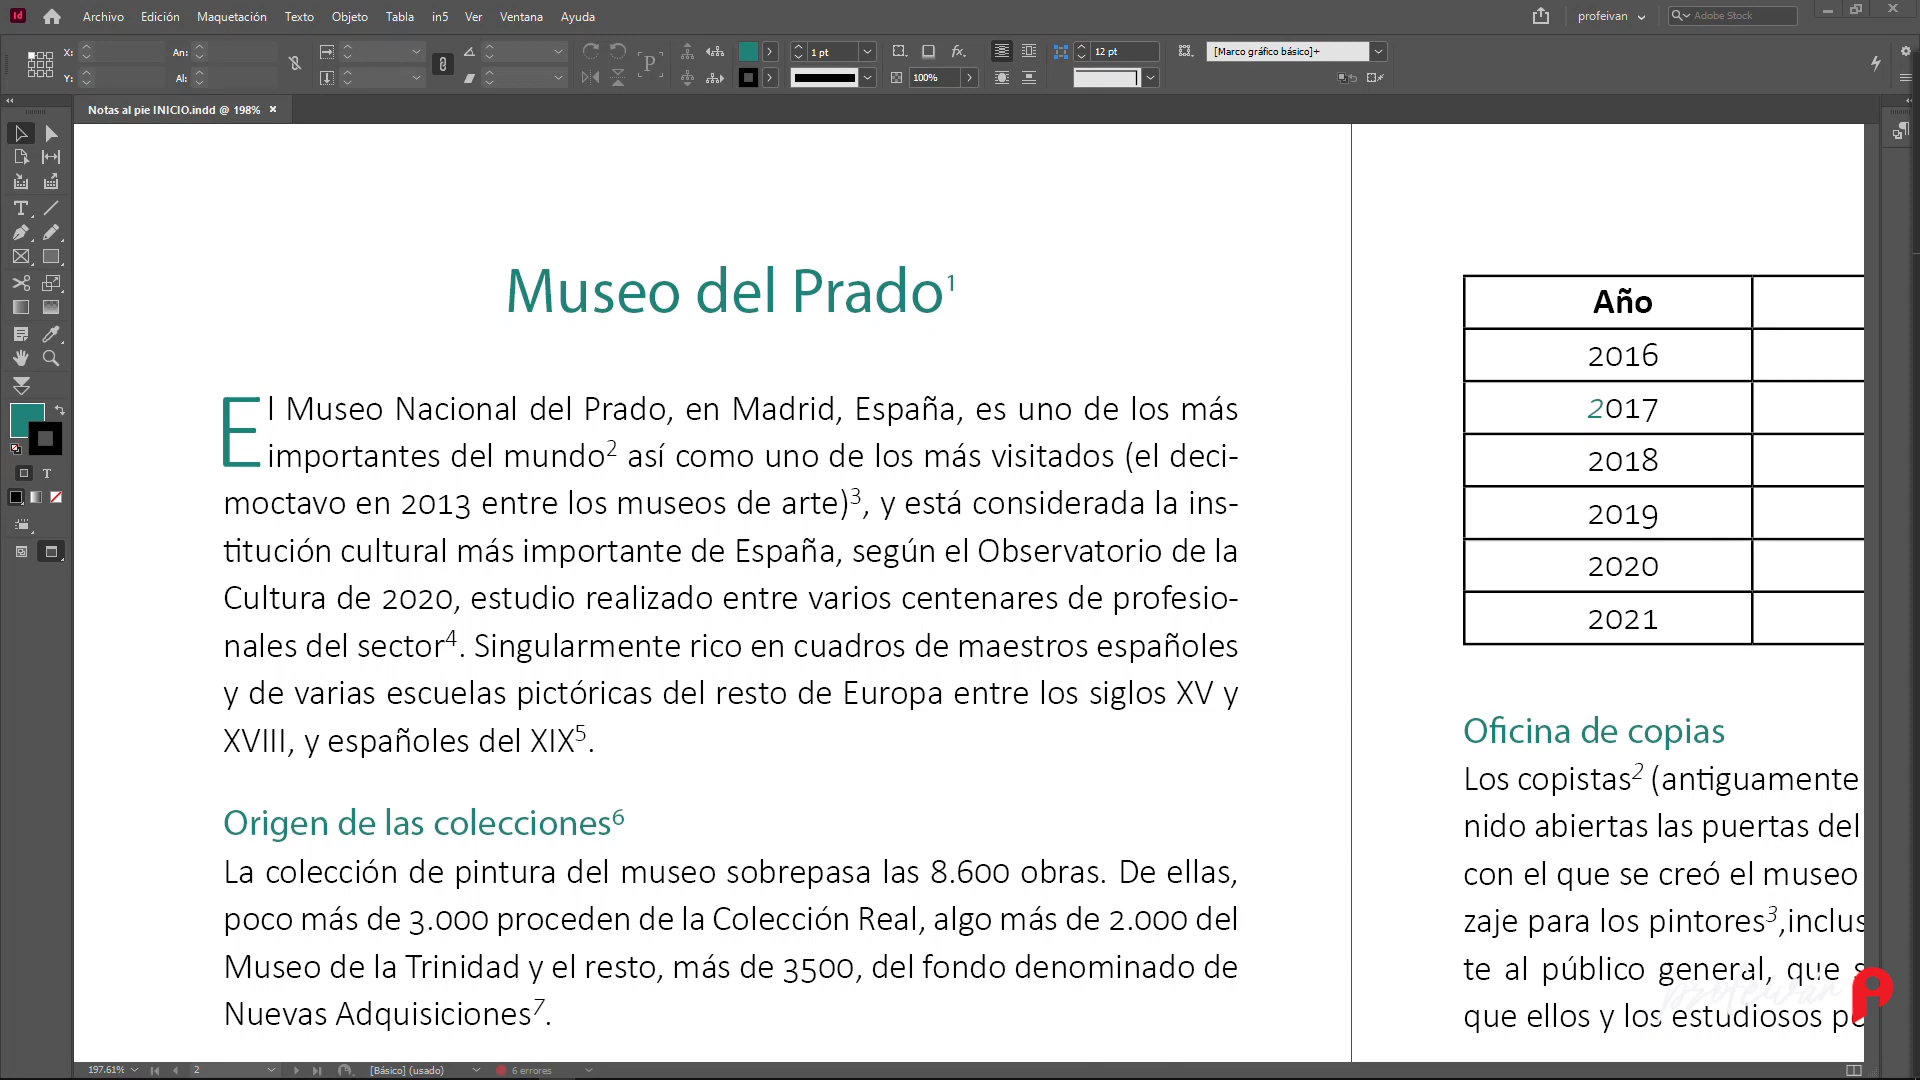 Id Archivo Edición Maquetación Texto Objeto Tabla in5 Ver Ventana Ayuda profeivan Adobe Stock
X: An: 1 pt fx. 12 pt [Marco gráfico básico]+
Y: Al: P 100%
Notas al pie INICIO.indd @ 198% ×
Museo del Prado¹
El Museo Nacional del Prado, en Madrid, España, es uno de los más
importantes del mundo² así como uno de los más visitados (el deci-
moctavo en 2013 entre los museos de arte)³, y está considerada la ins-
titución cultural más importante de España, según el Observatorio de la
Cultura de 2020, estudio realizado entre varios centenares de profesio-
nales del sector⁴. Singularmente rico en cuadros de maestros españoles
y de varias escuelas pictóricas del resto de Europa entre los siglos XV y
XVIII, y españoles del XIX⁵.
Origen de las colecciones⁶
La colección de pintura del museo sobrepasa las 8.600 obras. De ellas,
poco más de 3.000 proceden de la Colección Real, algo más de 2.000 del
Museo de la Trinidad y el resto, más de 3500, del fondo denominado de
Nuevas Adquisiciones⁷.
Año
2016
2017
2018
2019
2020
2021
Oficina de copias
Los copistas² (antiguamente
nido abiertas las puertas del
con el que se creó el museo
zaje para los pintores³,inclus
te al público general, que s
que ellos y los estudiosos
profeivan
197.61% 2 [Básico] (usado) 6 errores